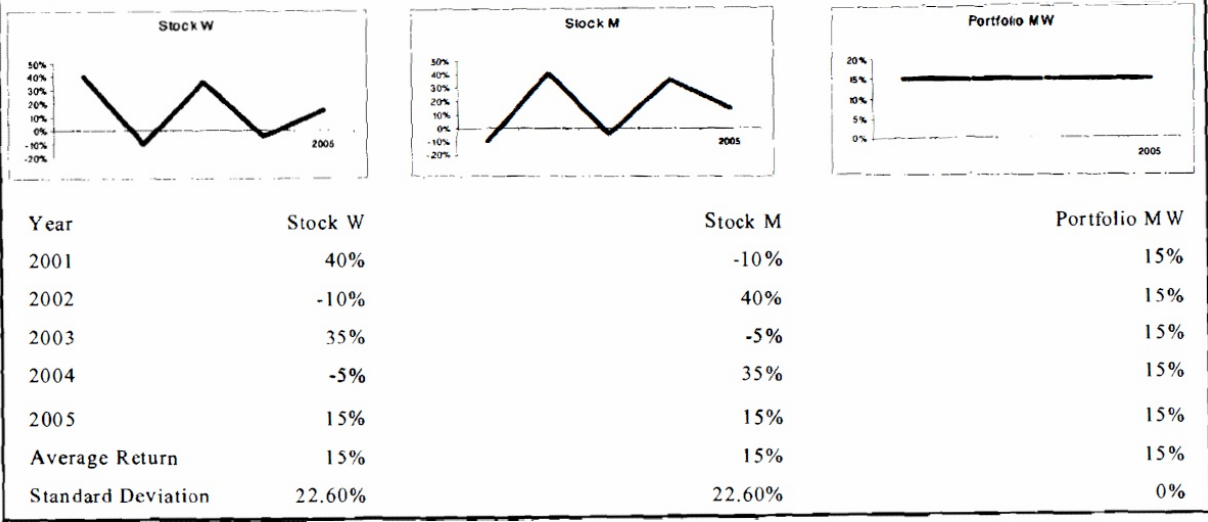 Stock W
50%
40%
30%
20%
10%
0%
-10%
-20%
2005
Stock M
50%
40%
30%
20%
10%
0%
-10%
-20%
2005
Portfolio MW
20%
15%
10%
5%
0%
2005
Year Stock W Stock M Portfolio MW
2001 40% -10% 15%
2002 -10% 40% 15%
2003 35% -5% 15%
2004 -5% 35% 15%
2005 15% 15% 15%
Average Return 15% 15% 15%
Standard Deviation 22.60% 22.60% 0%